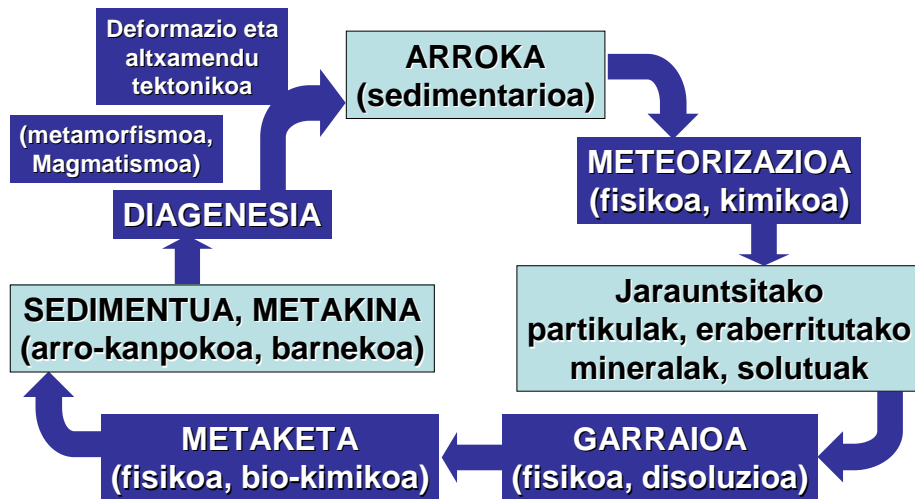 Deformazio eta
altxamendu
tektonikoa
ARROKA
(sedimentarioa)
(metamorfismoa,
Magmatismoa)
METEORIZAZIOA
(fisikoa, kimikoa)
DIAGENESIA
SEDIMENTUA, METAKINA
(arro-kanpokoa, barnekoa)
Jarauntsitako
partikulak, eraberritutako
mineralak, solutuak
METAKETA
(fisikoa, bio-kimikoa)
GARRAIOA
(fisikoa, disoluzioa)